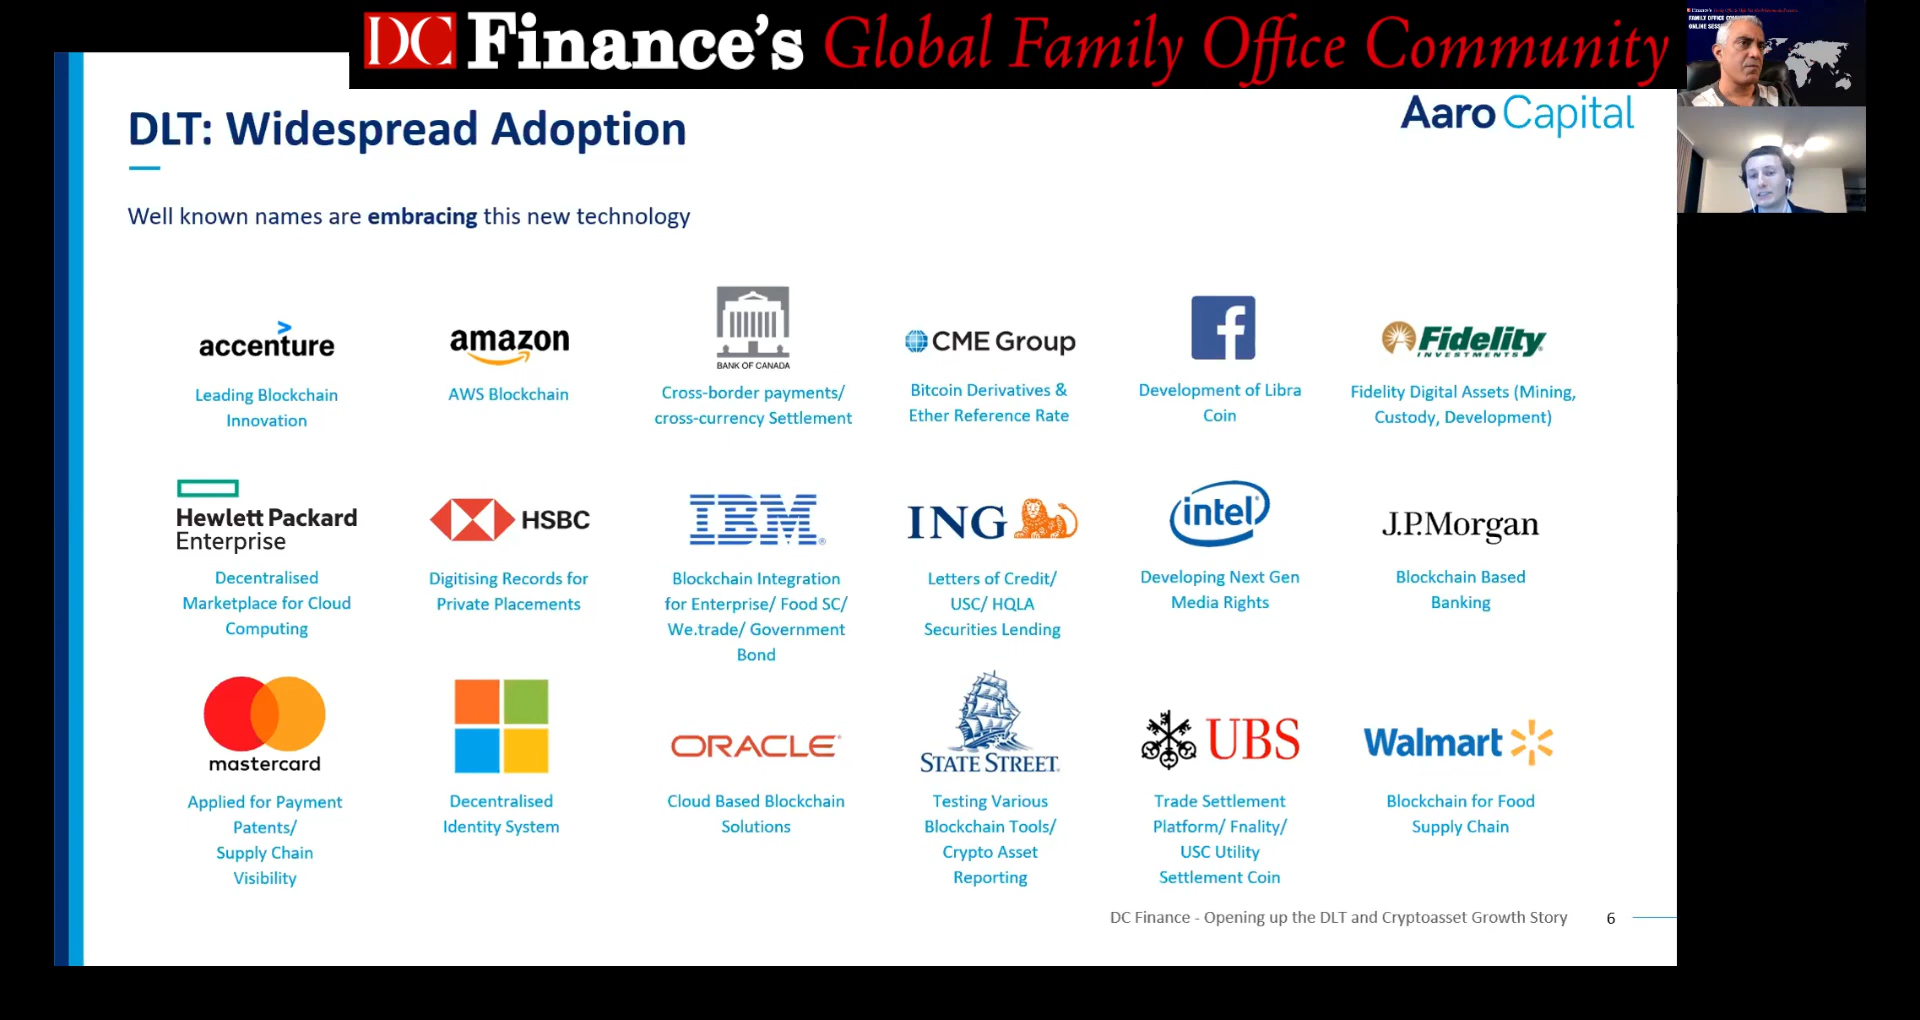 DC Finance's Global Family Office Community
FAMILY OFFICE
Aaro Capital
DLT: Widespread Adoption
Well known names are embracing this new technology
accenture
Leading Blockchain
Innovation
amazon
AWS Blockchain
BANK OF CANADA
Cross-border payments/
cross-currency Settlement
CME Group
Bitcoin Derivatives &
Ether Reference Rate
f
Development of Libra
Coin
Fidelity
INVESTMENTS
Fidelity Digital Assets (Mining,
Custody, Development)
Hewlett Packard
Enterprise
Decentralised
Marketplace for Cloud
Computing
HSBC
Digitising Records for
Private Placements
IBM®
Blockchain Integration
for Enterprise/ Food SC/
We.trade/ Government
Bond
ING
Letters of Credit/
USC/ HQLA
Securities Lending
intel
Developing Next Gen
Media Rights
J.P.Morgan
Blockchain Based
Banking
mastercard
Applied for Payment
Patents/
Supply Chain
Visibility
Decentralised
Identity System
ORACLE
Cloud Based Blockchain
Solutions
STATE STREET.
Testing Various
Blockchain Tools/
Crypto Asset
Reporting
UBS
Trade Settlement
Platform/ Fnality/
USC Utility
Settlement Coin
Walmart
Blockchain for Food
Supply Chain
DC Finance - Opening up the DLT and Cryptoasset Growth Story 6